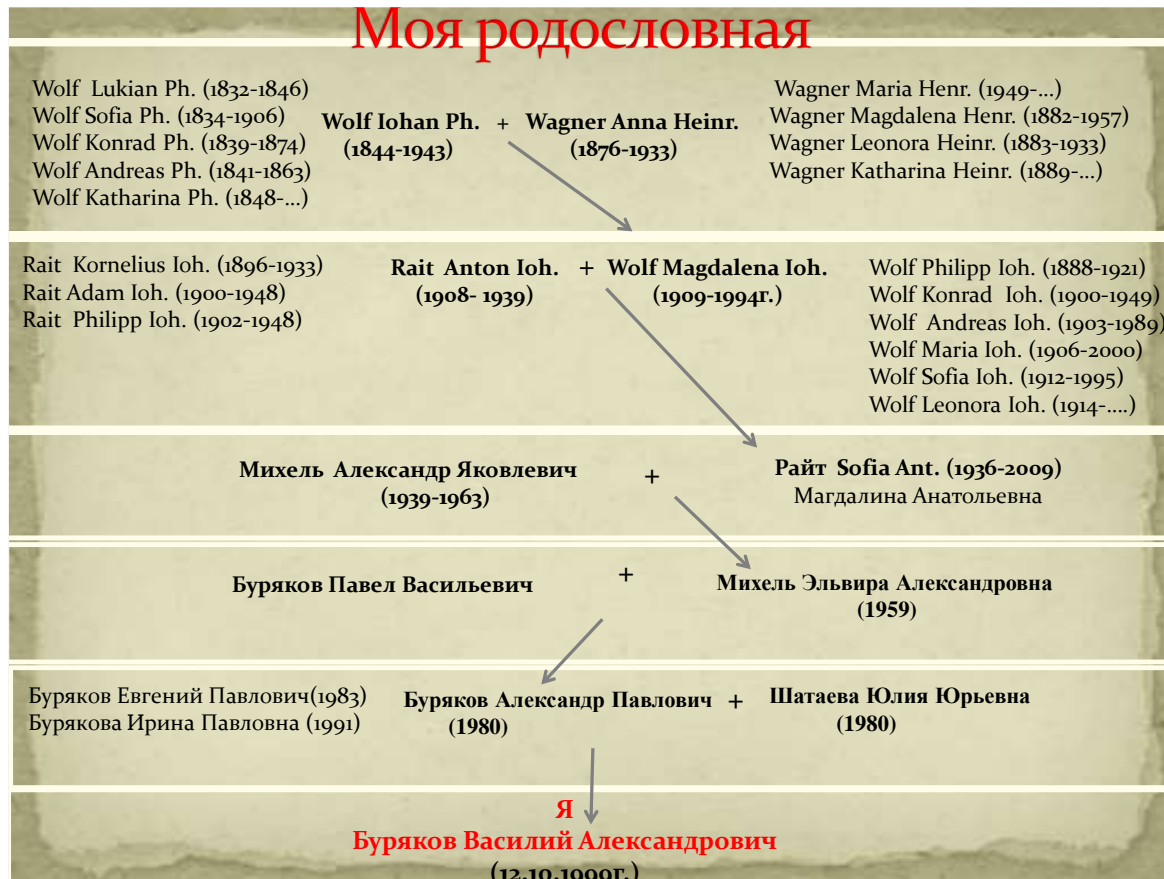 Моя родословная
Wolf Lukian Ph. (1832-1846)
Wolf Sofia Ph. (1834-1906)
Wolf Konrad Ph. (1839-1874)
Wolf Andreas Ph. (1841-1863)
Wolf Katharina Ph. (1848-...)
Wolf Iohan Ph. + Wagner Anna Heinr.
(1844-1943) (1876-1933)
Wagner Maria Henr. (1949-...)
Wagner Magdalena Henr. (1882-1957)
Wagner Leonora Heinr. (1883-1933)
Wagner Katharina Heinr. (1889-...)
Rait Kornelius Ioh. (1896-1933)
Rait Adam Ioh. (1900-1948)
Rait Philipp Ioh. (1902-1948)
Rait Anton Ioh. + Wolf Magdalena Ioh.
(1908- 1939) (1909-1994г.)
Wolf Philipp Ioh. (1888-1921)
Wolf Konrad Ioh. (1900-1949)
Wolf Andreas Ioh. (1903-1989)
Wolf Maria Ioh. (1906-2000)
Wolf Sofia Ioh. (1912-1995)
Wolf Leonora Ioh. (1914-....)
Михель Александр Яковлевич + Райт Sofia Ant. (1936-2009)
(1939-1963) Магдалина Анатольевна
Буряков Павел Васильевич + Михель Эльвира Александровна
(1959)
Буряков Евгений Павлович(1983)
Бурякова Ирина Павловна (1991)
Буряков Александр Павлович + Шатаева Юлия Юрьевна
(1980) (1980)
Я
Буряков Василий Александрович
(12.10.1999г.)